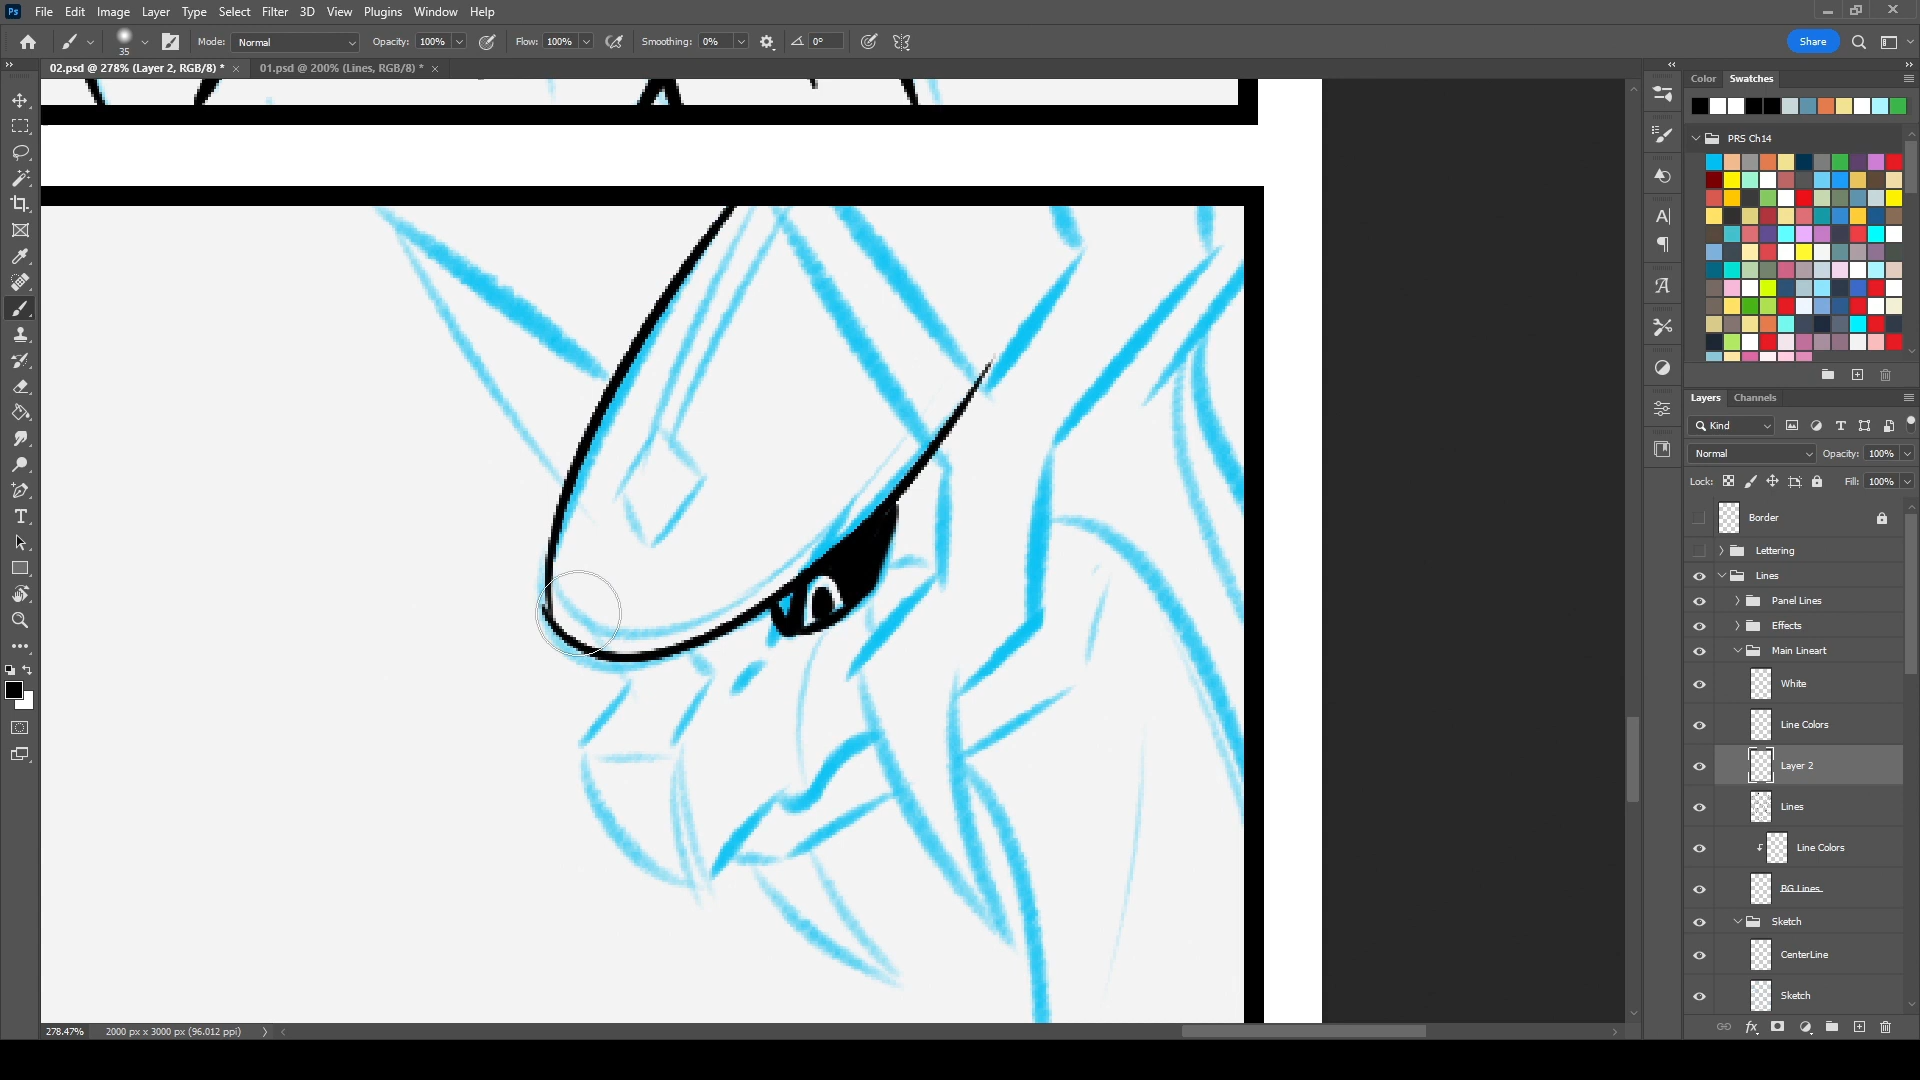 Ps File Edit Image Layer Type Select Filter 3D View Plugins Window Help
35 Mode: Normal Opacity: 100% Flow: 100% Smoothing: 0% 0° Share
02.psd @ 278% (Layer 2, RGB/8) * × 01.psd @ 200% (Lines, RGB/8) * ×
Color Swatches
PRS Ch14
Layers Channels
Kind
Normal Opacity: 100%
Lock: Fill: 100%
Border
Lettering
Lines
Panel Lines
Effects
Main Lineart
White
Line Colors
Layer 2
Lines
Line Colors
BG Lines
Sketch
CenterLine
Sketch
278.47% 2000 px x 3000 px (96.012 ppi)